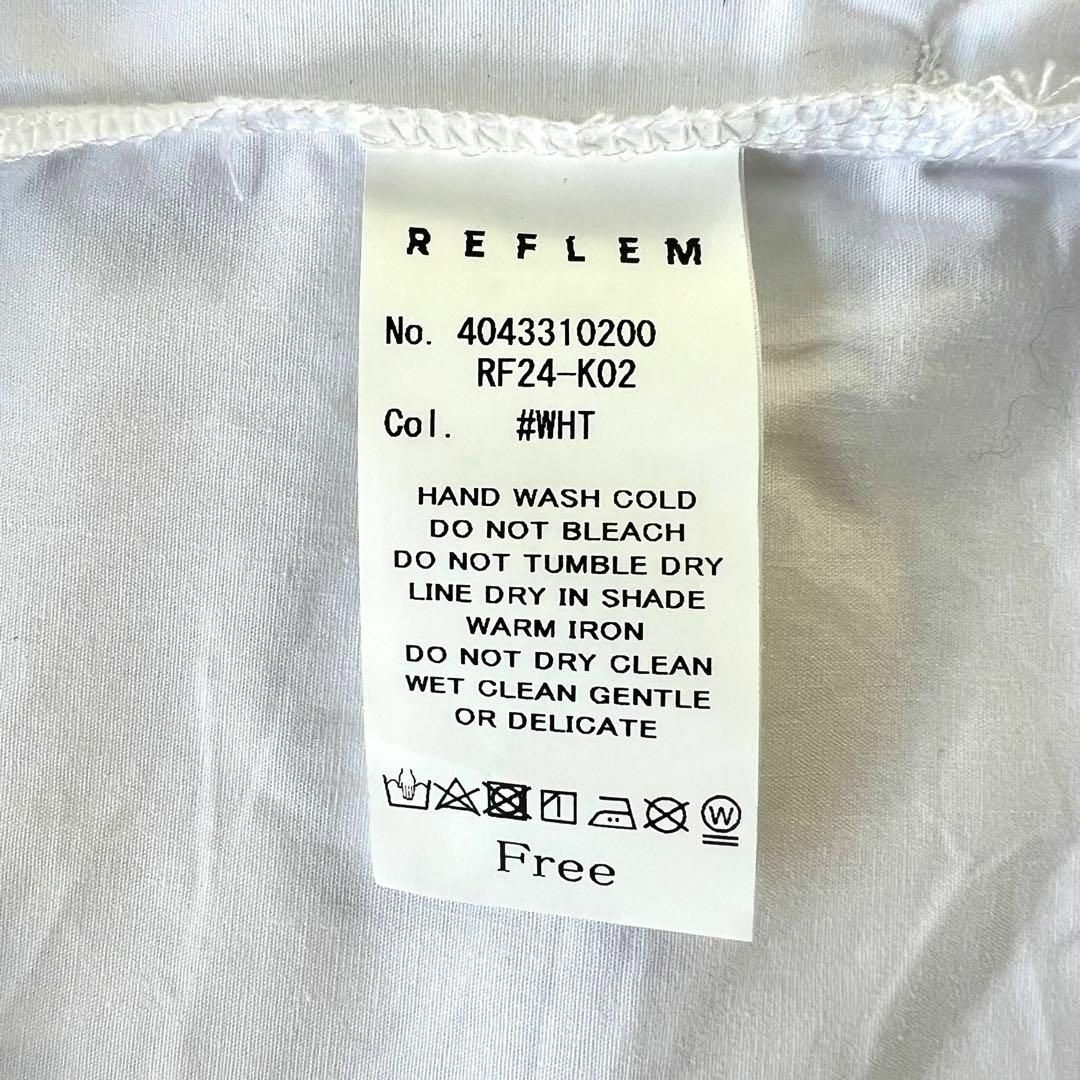 REFLEM
No. 4043310200
RF24-K02
Col. #WHT
HAND WASH COLD
DO NOT BLEACH
DO NOT TUMBLE DRY
LINE DRY IN SHADE
WARM IRON
DO NOT DRY CLEAN
WET CLEAN GENTLE
OR DELICATE
W
Free